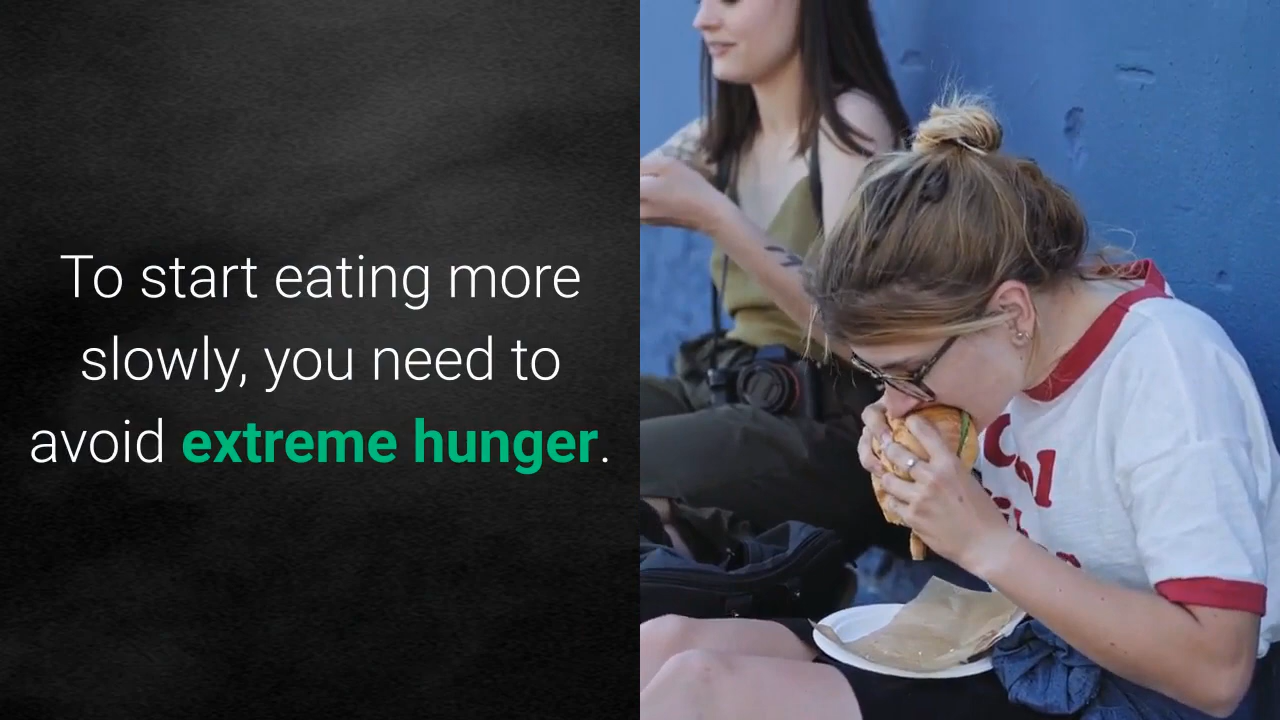 To start eating more
slowly, you need to
avoid extreme hunger.